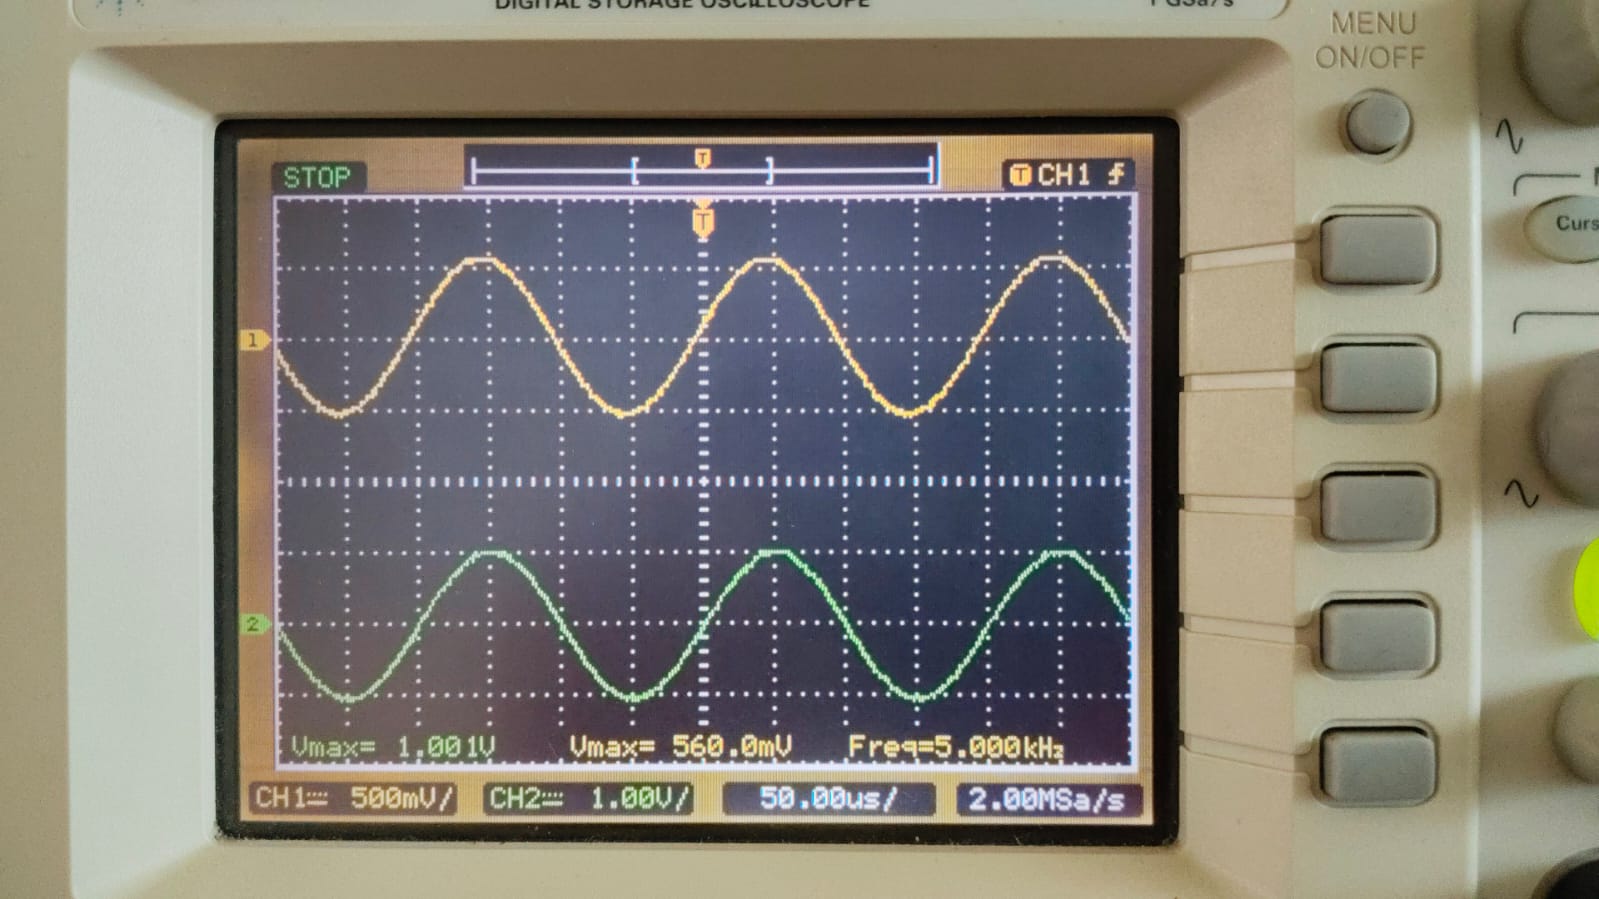 DIGITAL STORAGE OSCILLOSCOPE
1 GSa/s
MENU
ON/OFF
STOP
T
T CH1
T
Curs
1
2
Vmax= 1.001V Vmax= 560.0mV Freq=5.000kHz
CH1 500mV/ CH2 1.00V/ 50.00us/ 2.00MSa/s